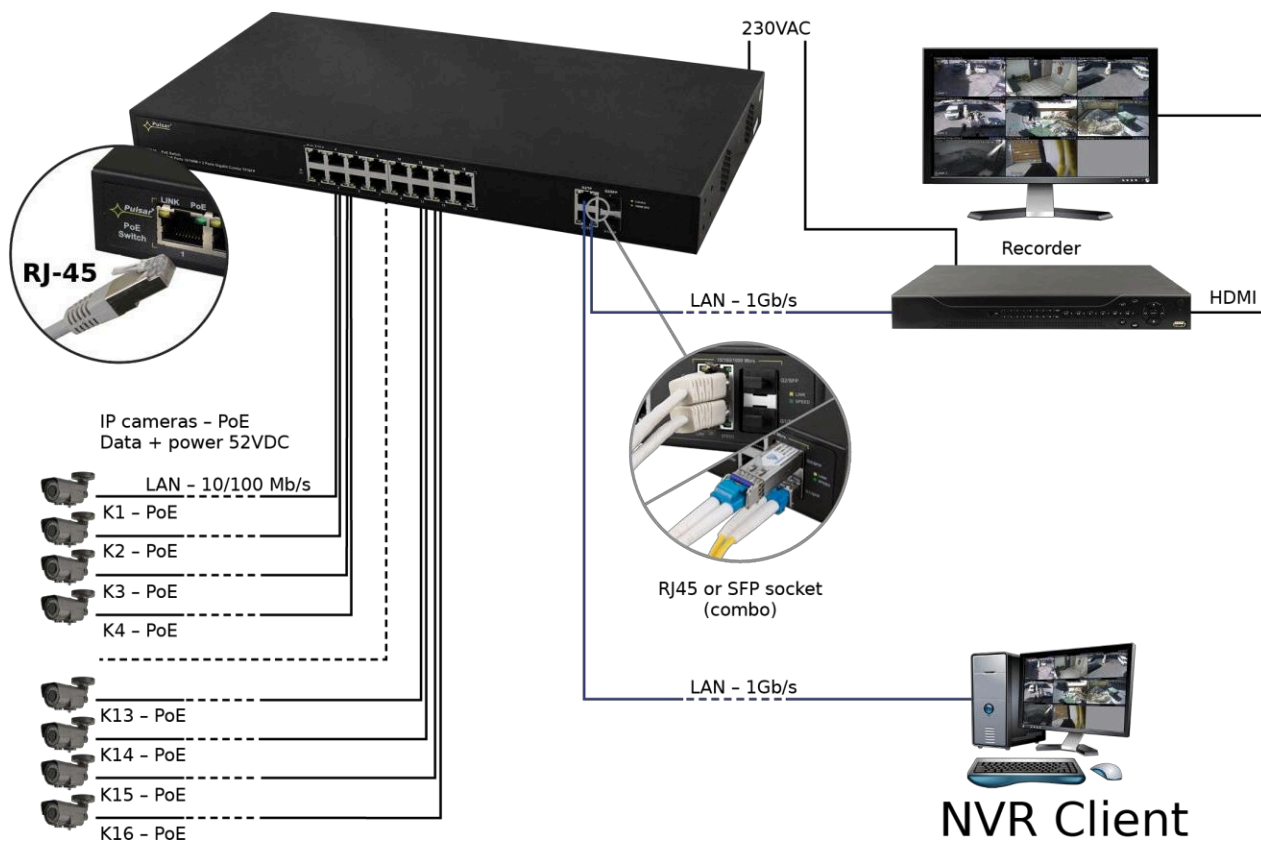 230VAC
Pulsar
LINK PoE
Pulsar
PoE
Switch
1
RJ-45
Recorder
LAN – 1Gb/s
HDMI
IP cameras – PoE
Data + power 52VDC
LAN – 10/100 Mb/s
K1 – PoE
K2 – PoE
K3 – PoE
K4 – PoE
RJ45 or SFP socket
(combo)
LAN – 1Gb/s
K13 – PoE
K14 – PoE
K15 – PoE
K16 – PoE
NVR Client